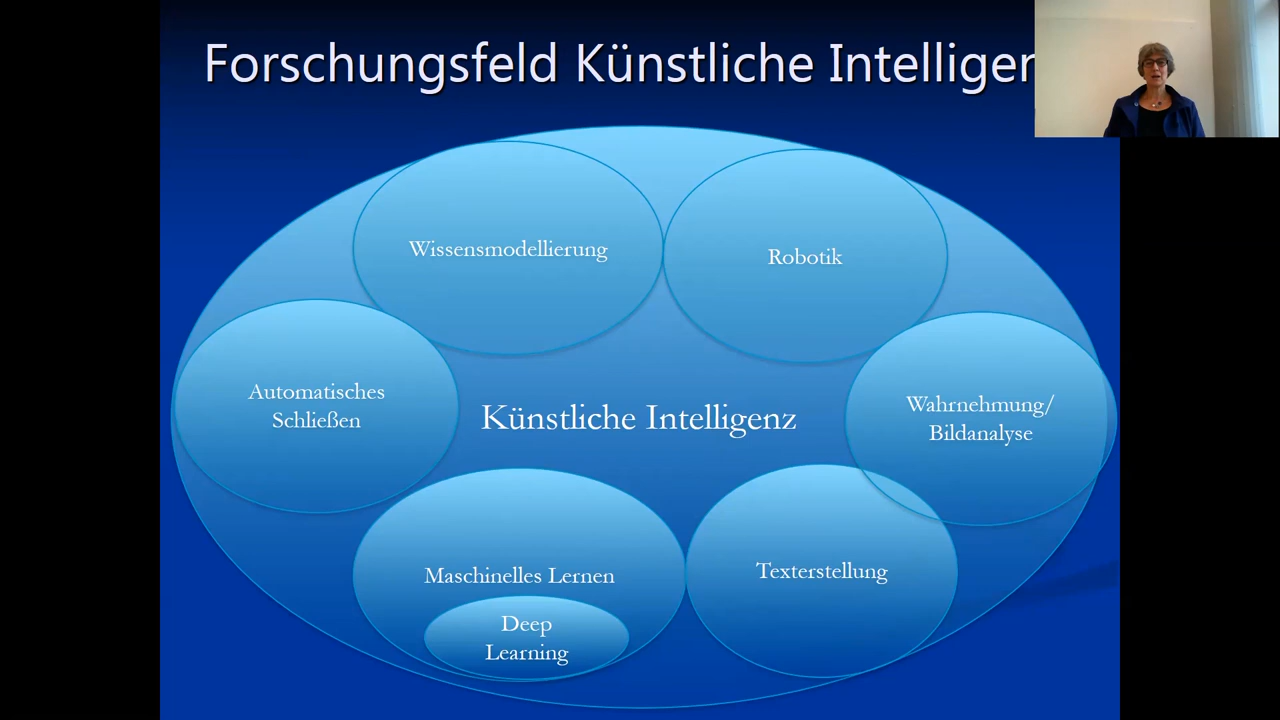 Forschungsfeld Künstliche Intelligen
Wissensmodellierung
Robotik
Automatisches
Schließen
Künstliche Intelligenz
Wahrnehmung/
Bildanalyse
Maschinelles Lernen
Texterstellung
Deep
Learning